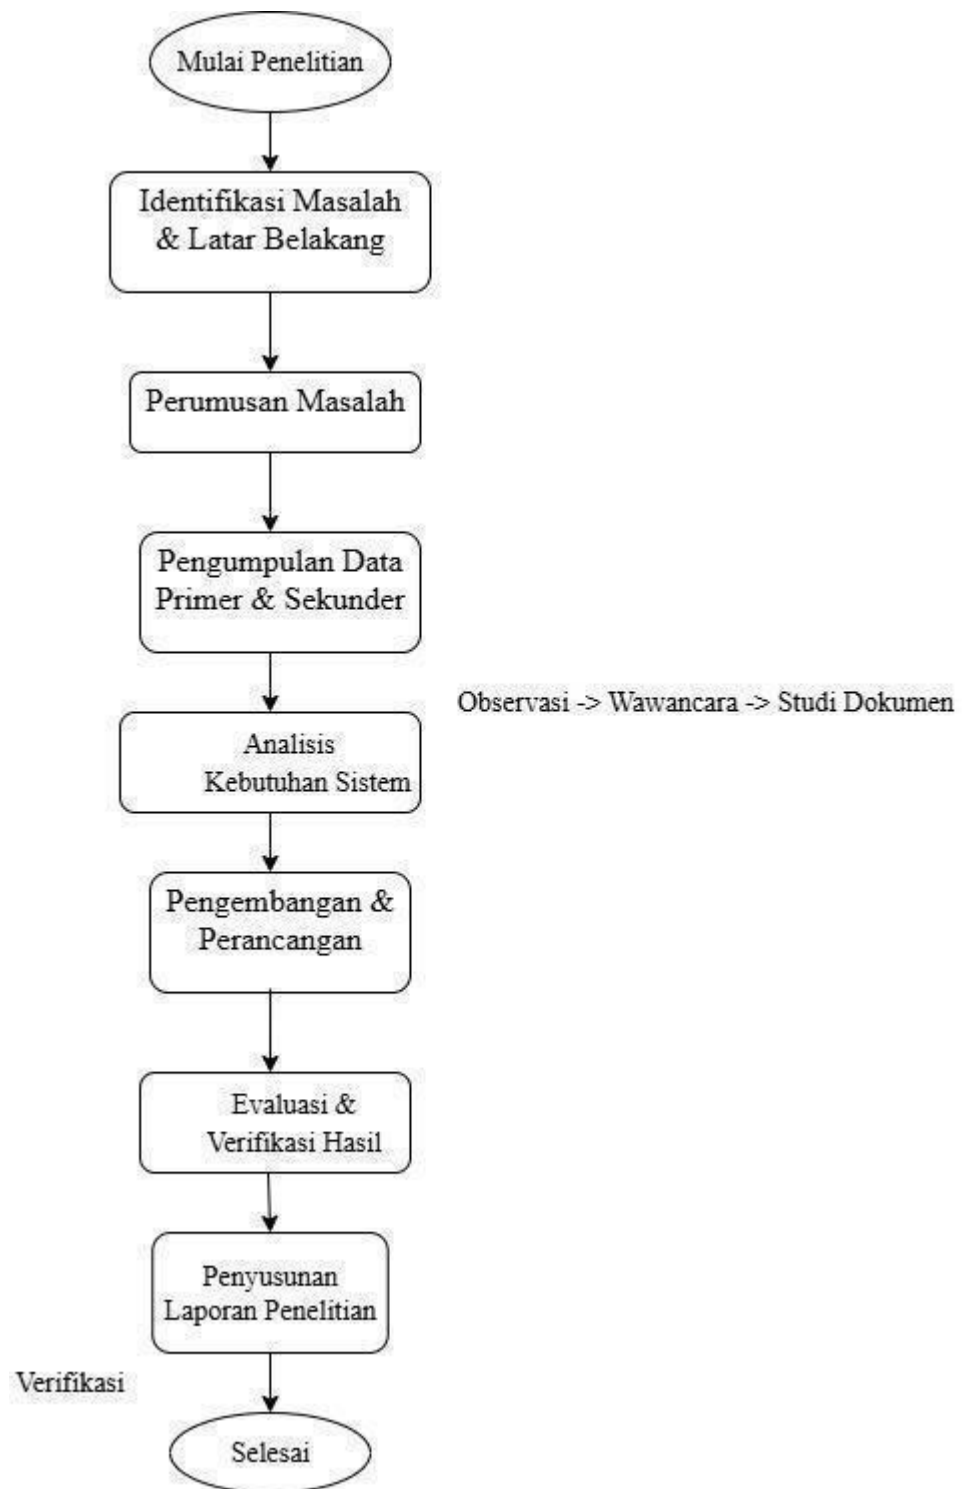 Mulai Penelitian
Identifikasi Masalah
& Latar Belakang
Perumusan Masalah
Pengumpulan Data
Primer & Sekunder
Observasi -> Wawancara -> Studi Dokumen
Analisis
Kebutuhan Sistem
Pengembangan &
Perancangan
Evaluasi &
Verifikasi Hasil
Penyusunan
Laporan Penelitian
Verifikasi
Selesai